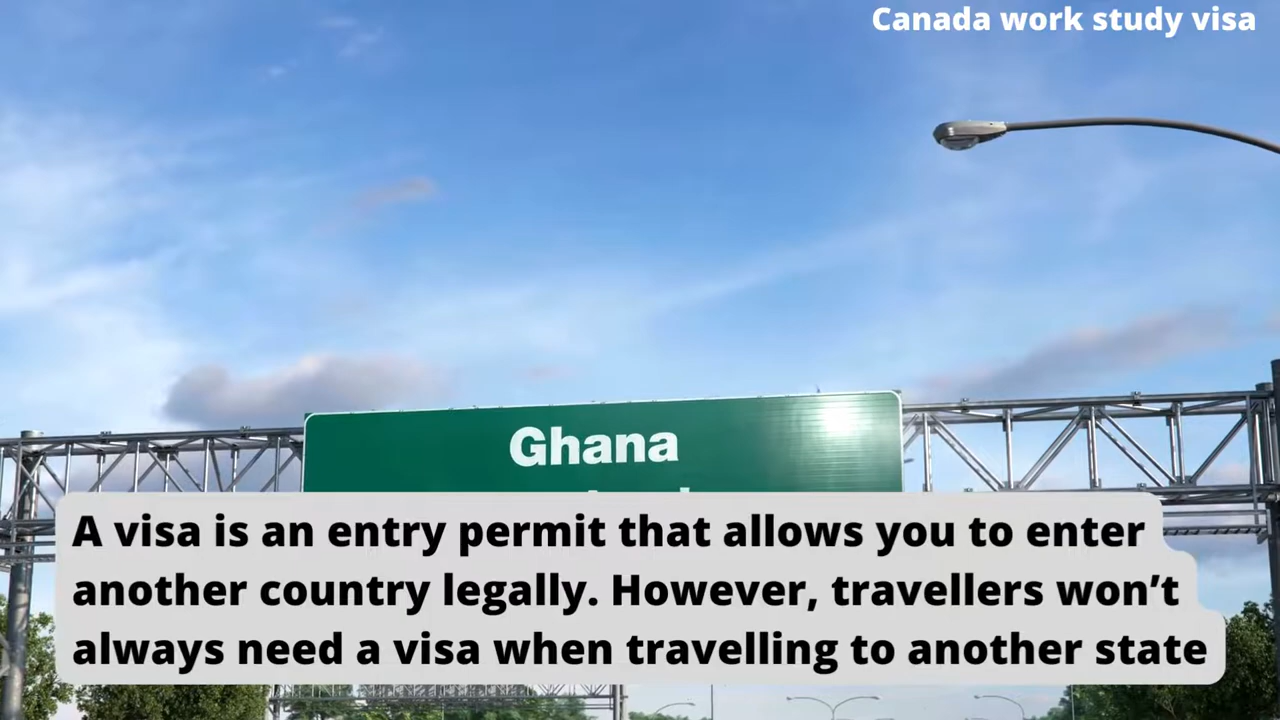 Canada work study visa
Ghana
A visa is an entry permit that allows you to enter
another country legally. However, travellers won’t
always need a visa when travelling to another state